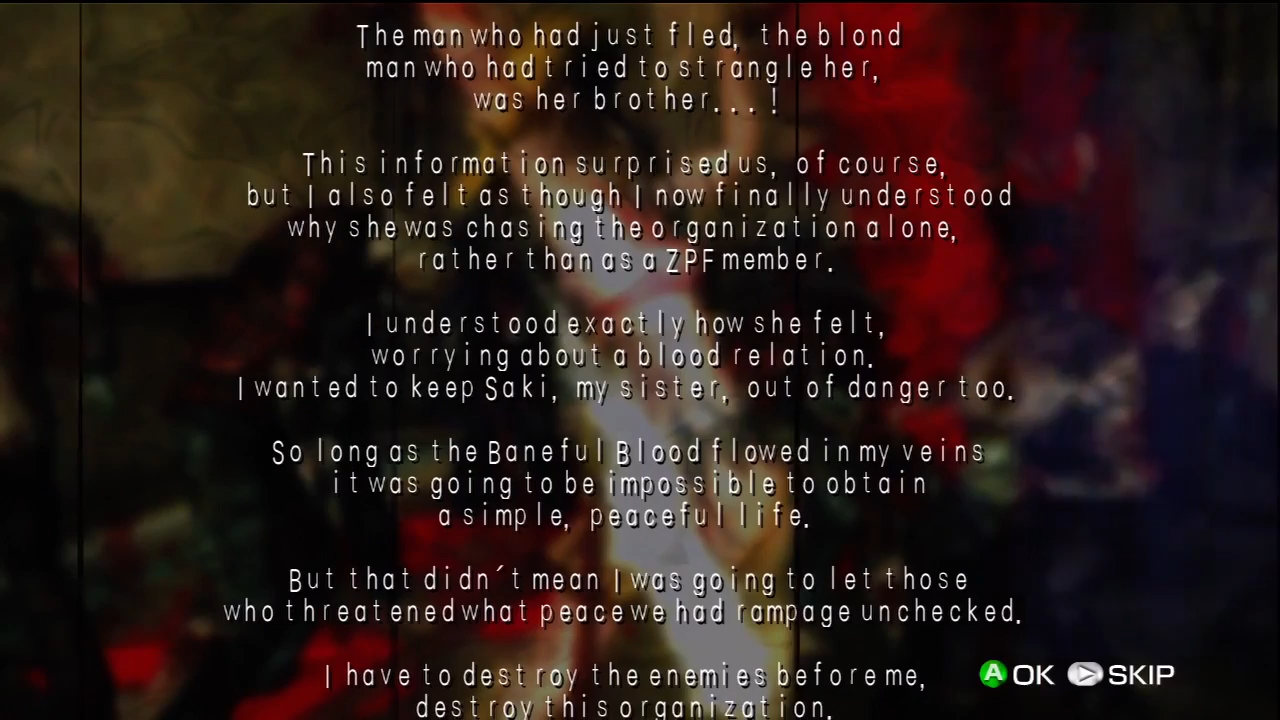 The man who had just fled, the blond
man who had tried to strangle her,
was her brother...!
This information surprised us, of course,
but I also felt as though I now finally understood
why she was chasing the organization alone,
rather than as a ZPF member.
I understood exactly how she felt,
worrying about a blood relation.
I wanted to keep Saki, my sister, out of danger too.
So long as the Baneful Blood flowed in my veins
it was going to be impossible to obtain
a simple, peaceful life.
But that didn´t mean I was going to let those
who threatened what peace we had rampage unchecked.
I have to destroy the enemies before me,
destroy this organization.
A OK SKIP